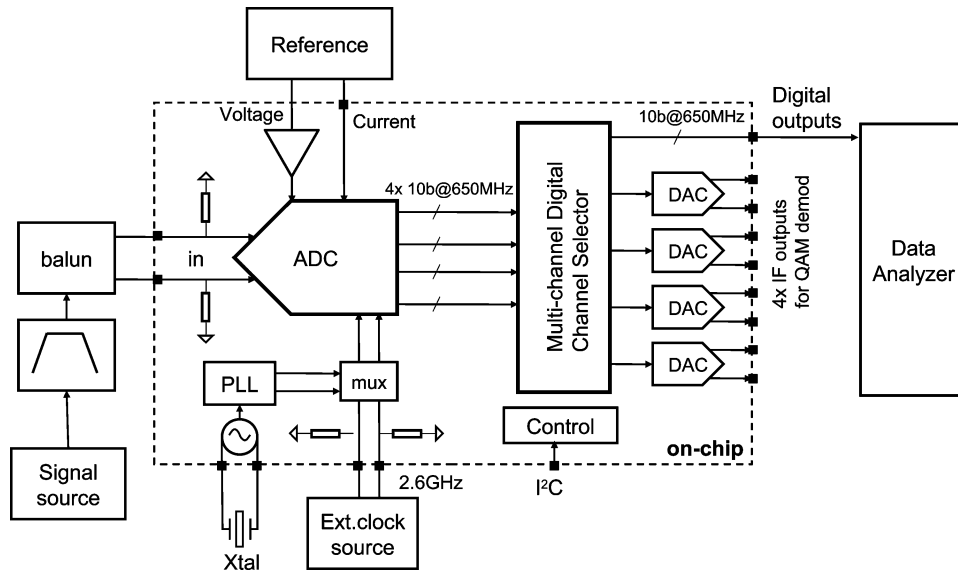 Reference
Voltage
Current
Digital
outputs
10b@650MHz
4x 10b@650MHz
DAC
DAC
DAC
DAC
balun
in
ADC
Multi-channel Digital
Channel Selector
4x IF outputs
for QAM demod
Data
Analyzer
PLL
mux
Control
on-chip
Signal
source
2.6GHz
I²C
Ext.clock
source
Xtal